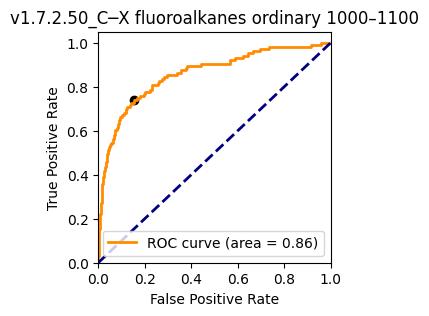 v1.7.2.50_C─X fluoroalkanes ordinary 1000–1100
1.0
0.8
0.6
0.4
0.2
0.0
True Positive Rate
ROC curve (area = 0.86)
0.0 0.2 0.4 0.6 0.8 1.0
False Positive Rate